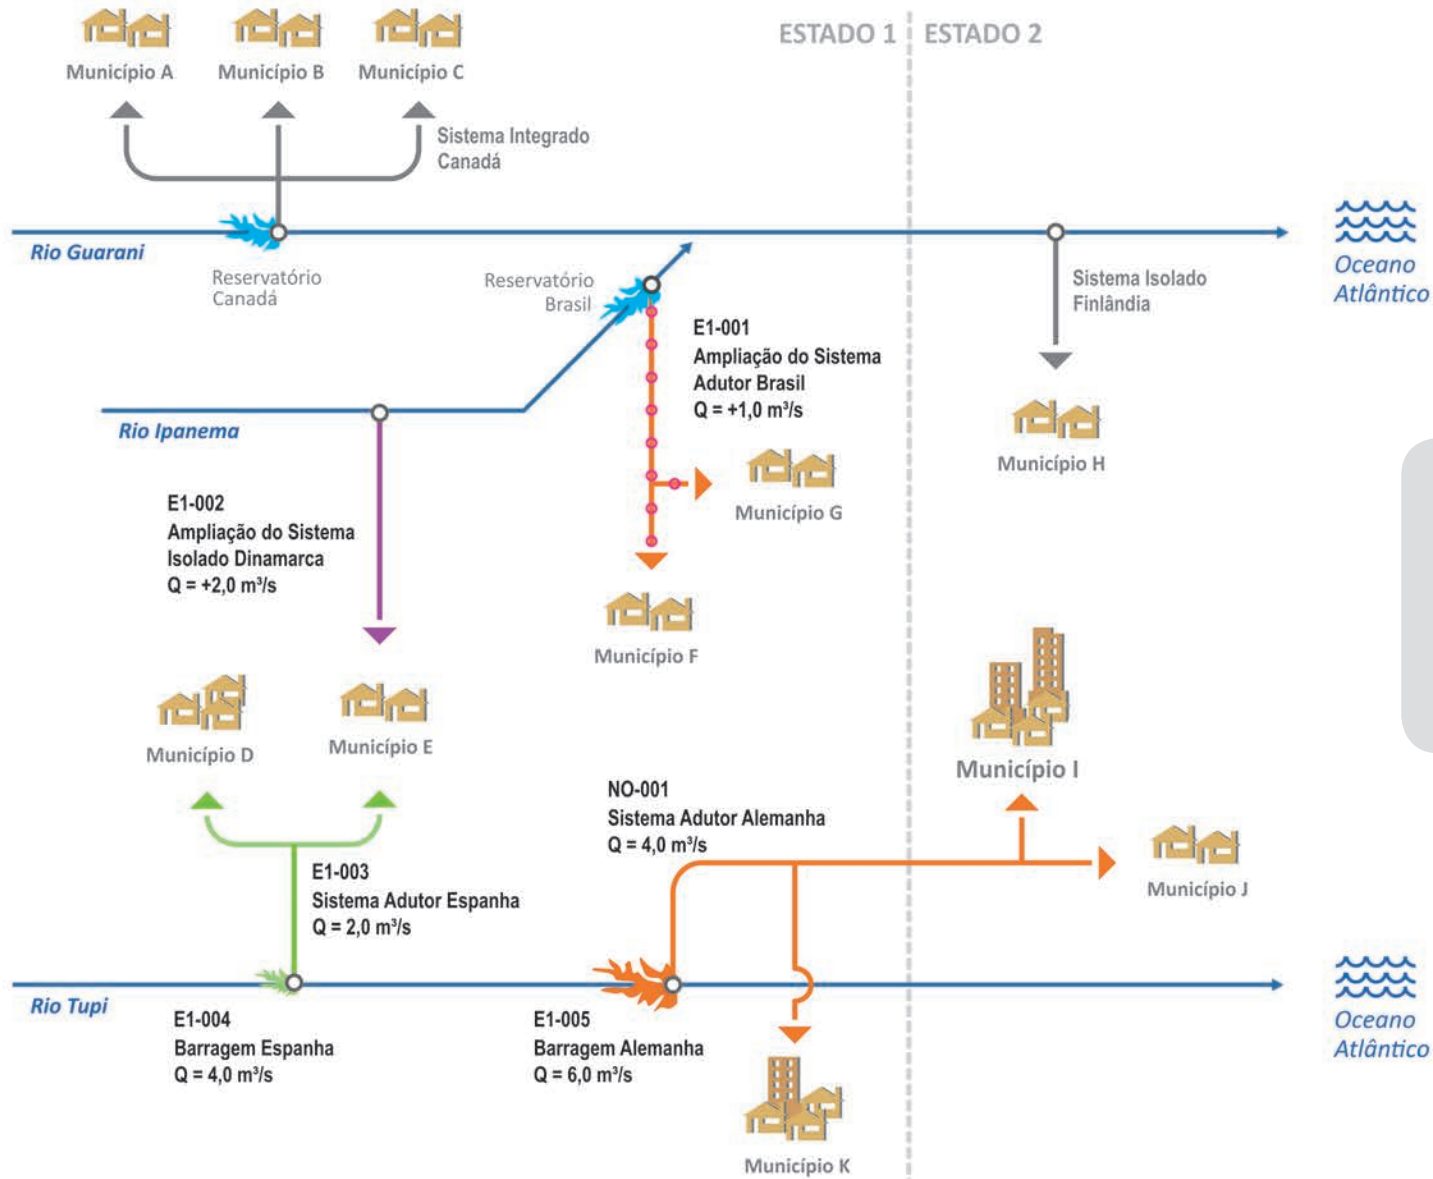 ESTADO 1
ESTADO 2
Município A
Município B
Município C
Sistema Integrado
Canadá
Rio Guarani
Reservatório
Canadá
Reservatório
Brasil
Sistema Isolado
Finlândia
Oceano
Atlântico
E1-001
Ampliação do Sistema
Adutor Brasil
Q = +1,0 m³/s
Rio Ipanema
Município H
Município G
E1-002
Ampliação do Sistema
Isolado Dinamarca
Q = +2,0 m³/s
Município F
Município D
Município E
Município I
NO-001
Sistema Adutor Alemanha
Q = 4,0 m³/s
E1-003
Sistema Adutor Espanha
Q = 2,0 m³/s
Município J
Rio Tupi
E1-004
Barragem Espanha
Q = 4,0 m³/s
E1-005
Barragem Alemanha
Q = 6,0 m³/s
Oceano
Atlântico
Município K